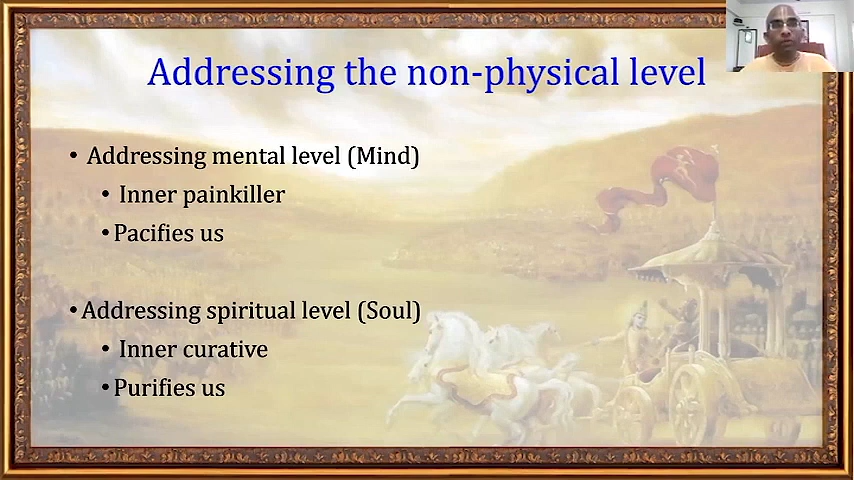 Addressing the non-physical level
• Addressing mental level (Mind)
• Inner painkiller
• Pacifies us
• Addressing spiritual level (Soul)
• Inner curative
• Purifies us